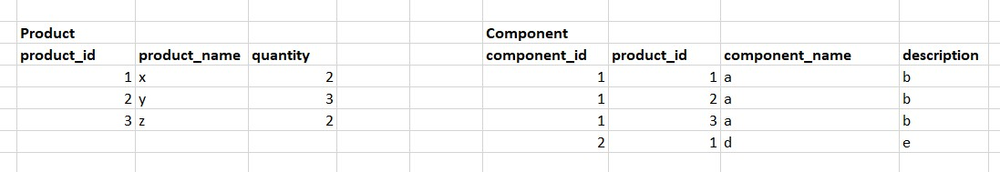 Product Component
product_id product_name quantity component_id product_id component_name description
1 x 2 1 1 a b
2 y 3 1 2 a b
3 z 2 1 3 a b
2 1 d e